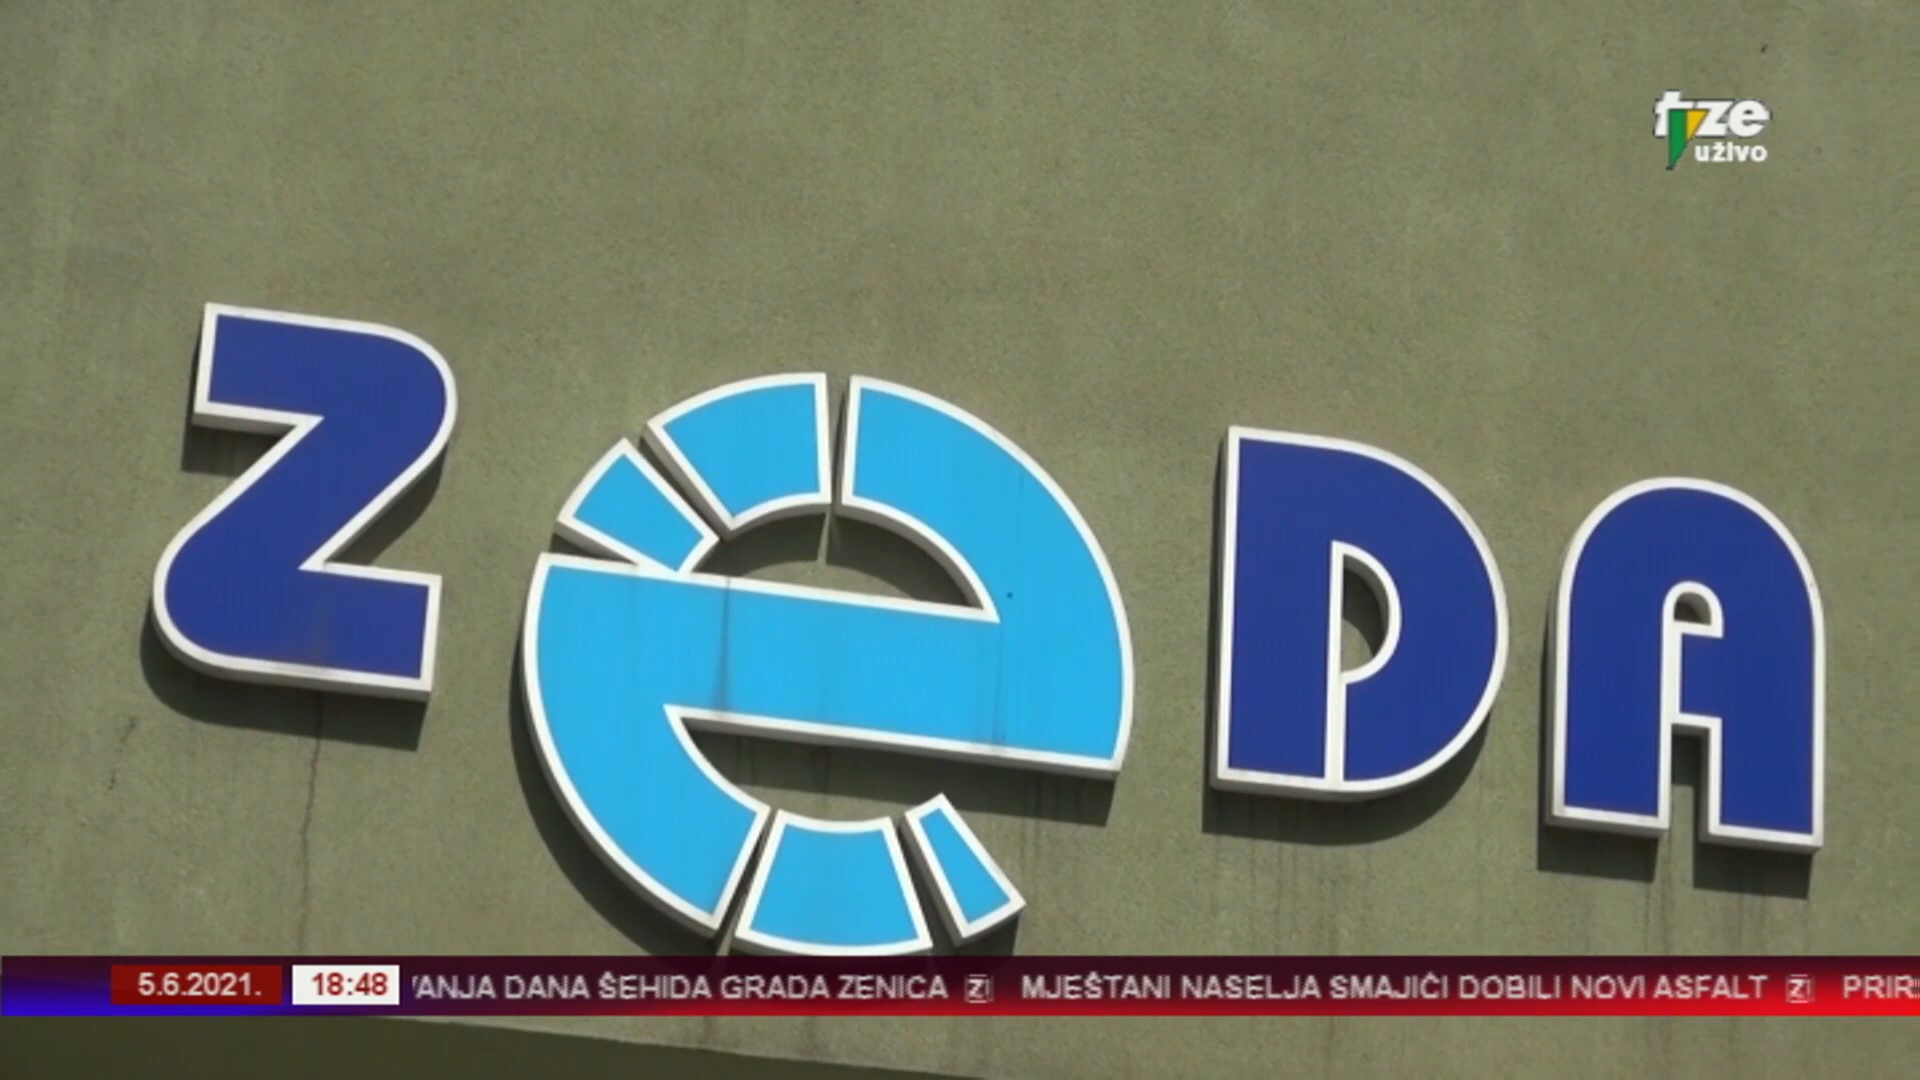 tvze
uživo
ZeDA
5.6.2021. 18:48 VANJA DANA ŠEHIDA GRADA ZENICA MJEŠTANI NASELJA SMAJIĆI DOBILI NOVI ASFALT